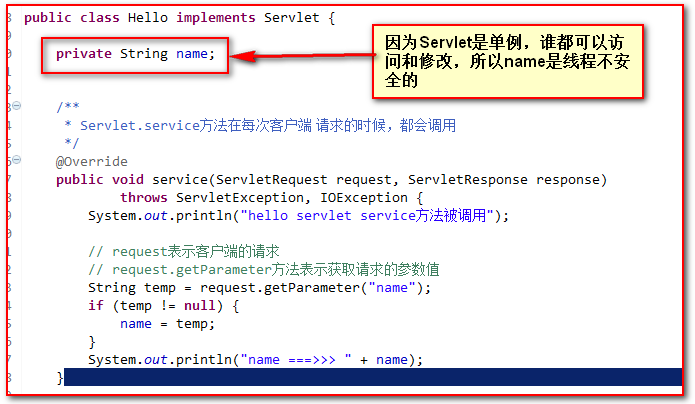 public class Hello implements Servlet {
private String name;
因为Servlet是单例，谁都可以访
问和修改，所以name是线程不安
全的
/**
* Servlet.service方法在每次客户端 请求的时候，都会调用
*/
@Override
public void service(ServletRequest request, ServletResponse response)
throws ServletException, IOException {
System.out.println("hello servlet service方法被调用");
// request表示客户端的请求
// request.getParameter方法表示获取请求的参数值
String temp = request.getParameter("name");
if (temp != null) {
name = temp;
}
System.out.println("name ===>>> " + name);
}